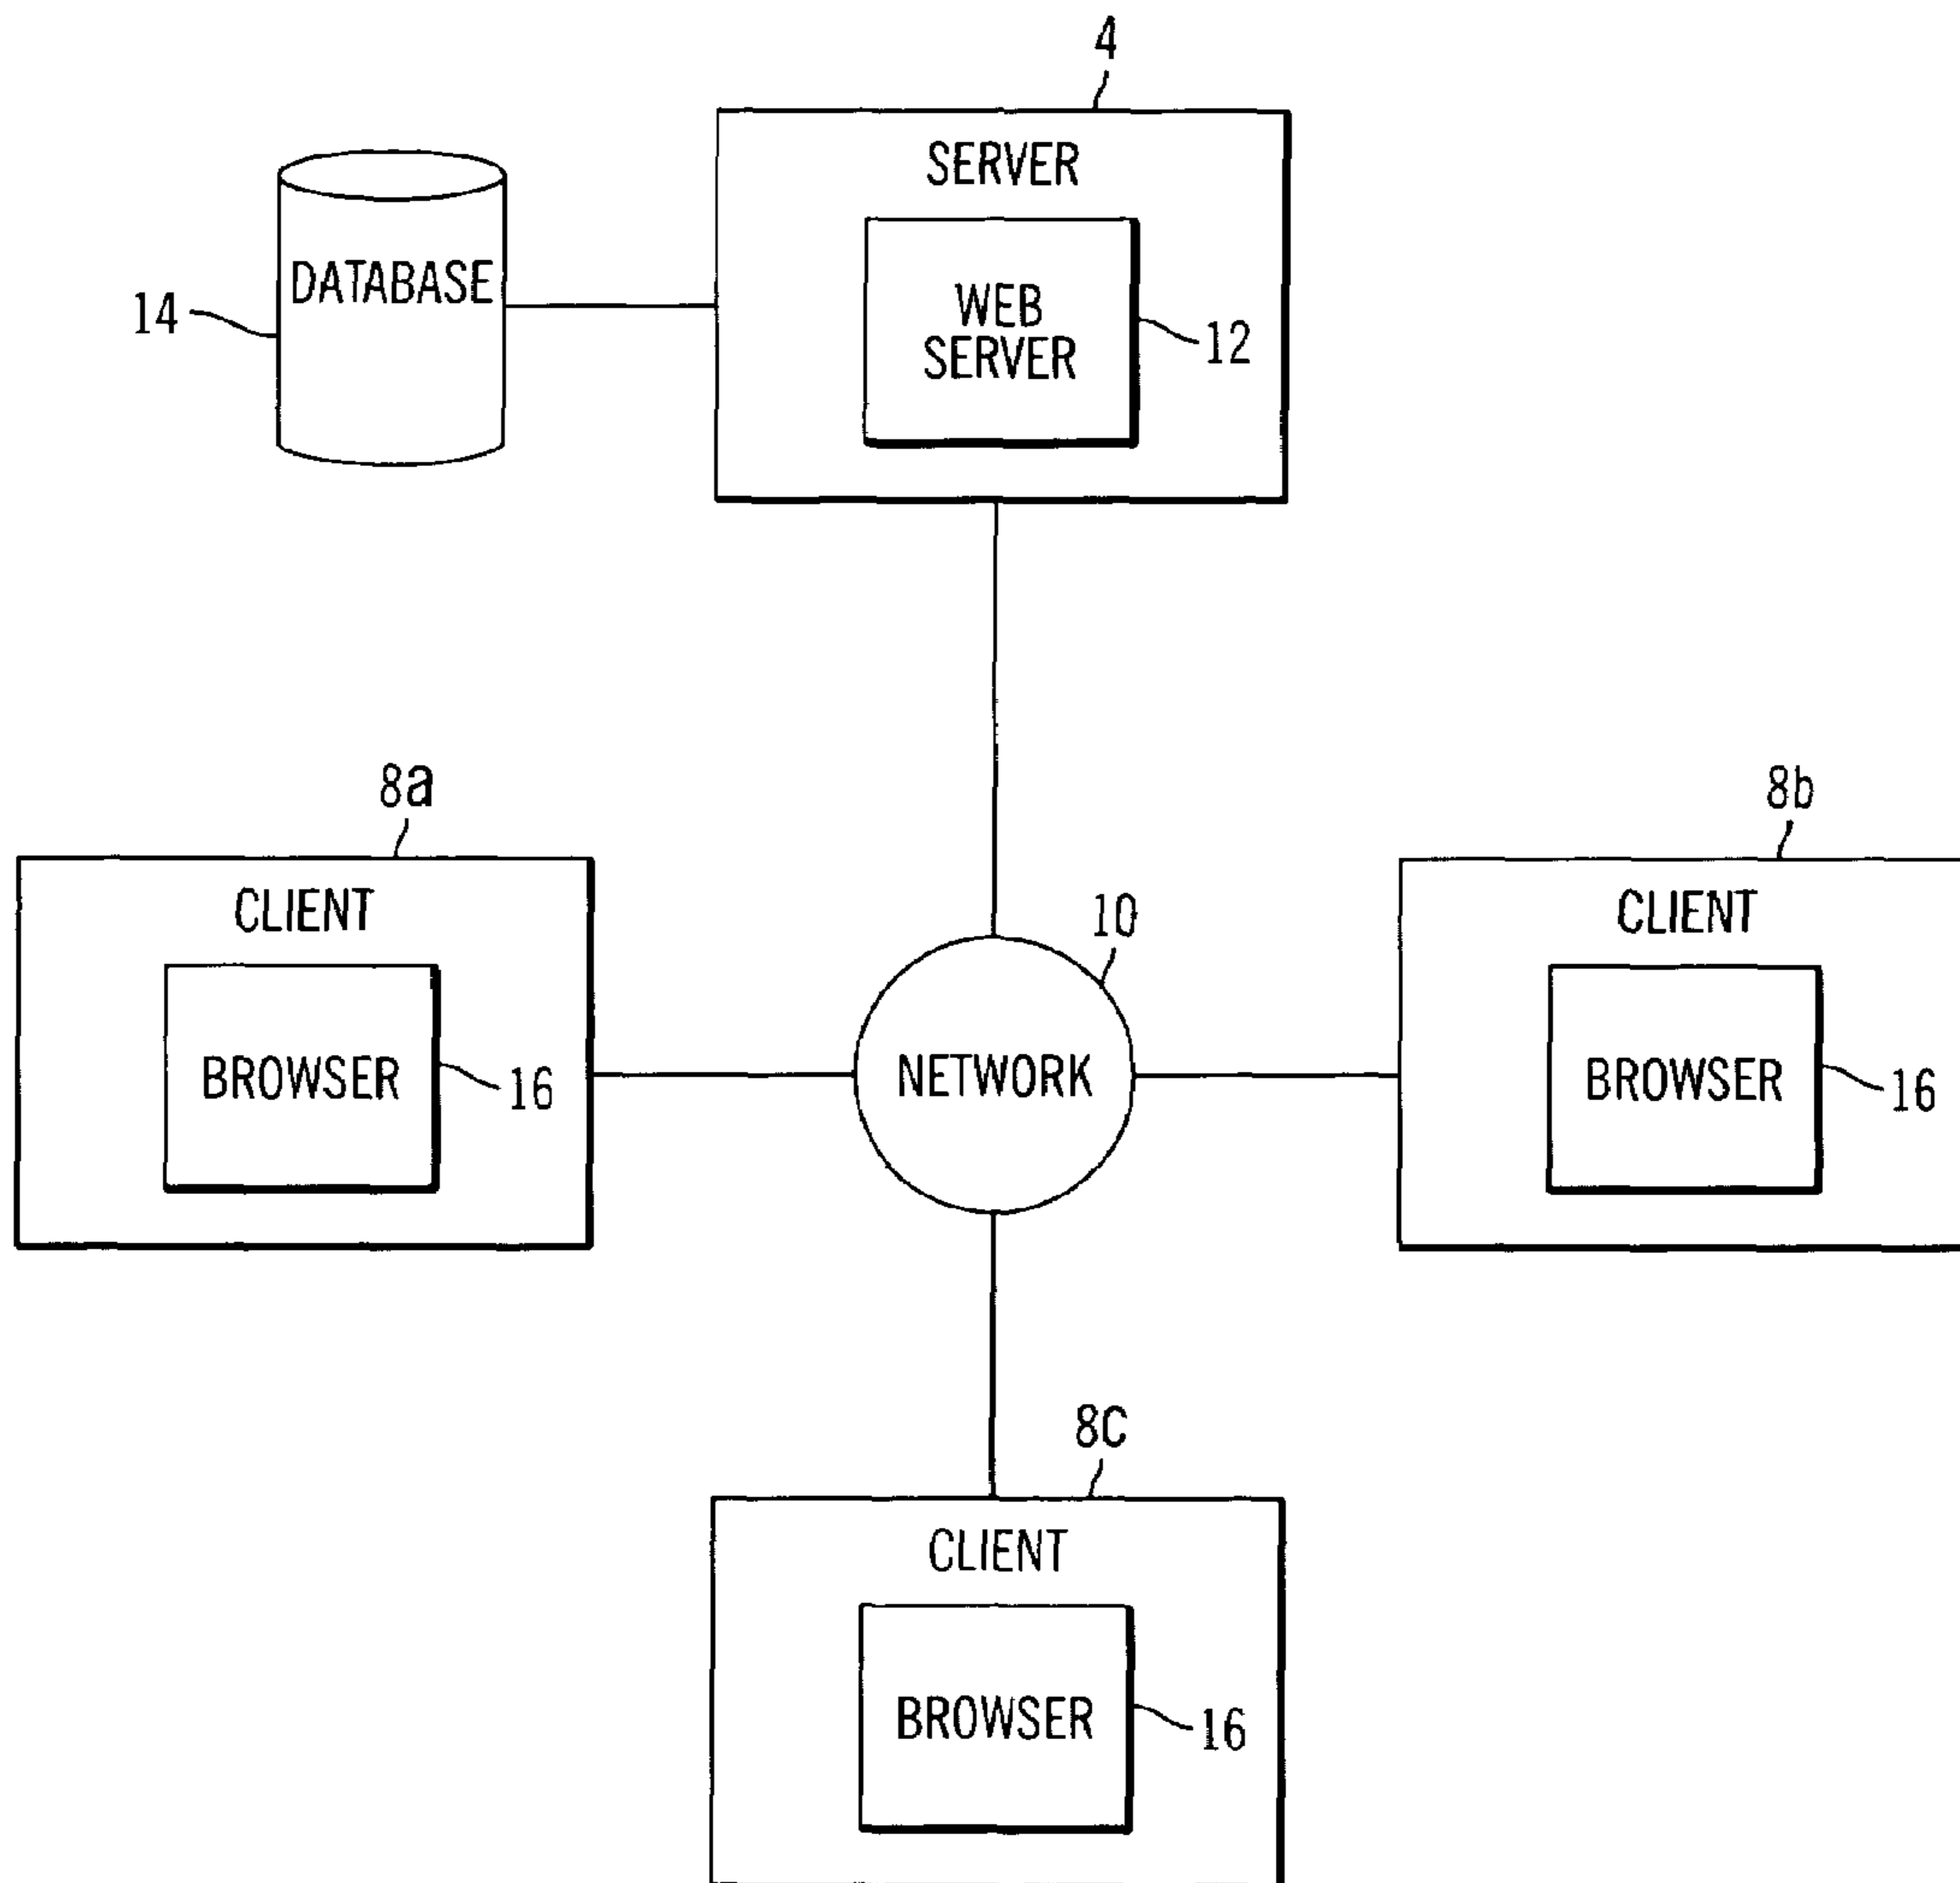 4
SERVER
DATABASE
WEB
SERVER
14
12
8a
8b
CLIENT
CLIENT
10
BROWSER
16
NETWORK
BROWSER
16
8C
CLIENT
BROWSER
16